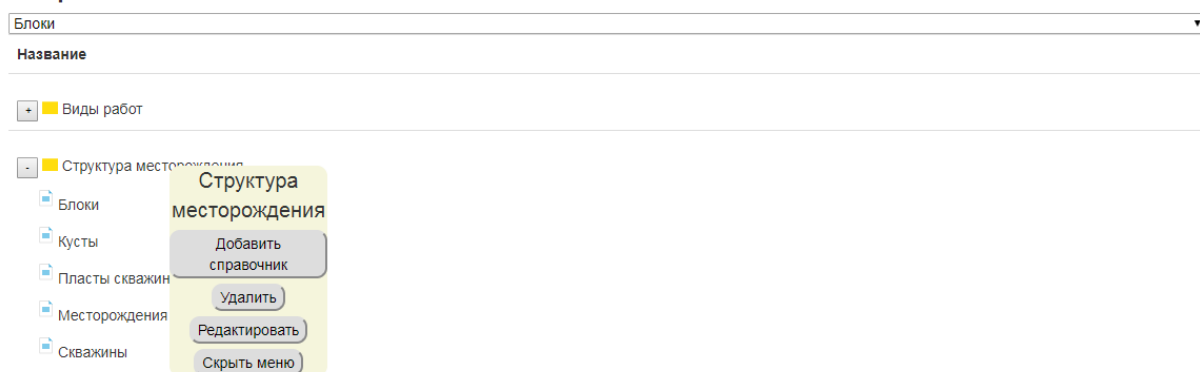 Блоки
Название
+ Виды работ
- Структура месторождения
Структура
месторождения
Блоки
Добавить
справочник
Кусты
Пласты скважин
Удалить
Месторождения
Редактировать
Скважины
Скрыть меню